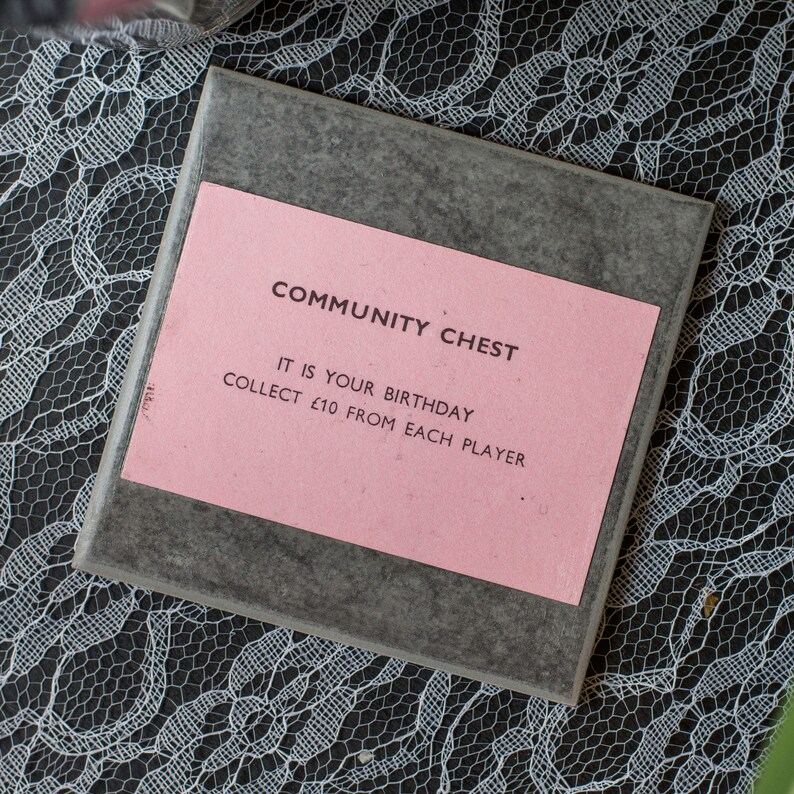 COMMUNITY CHEST
IT IS YOUR BIRTHDAY
COLLECT £10 FROM EACH PLAYER